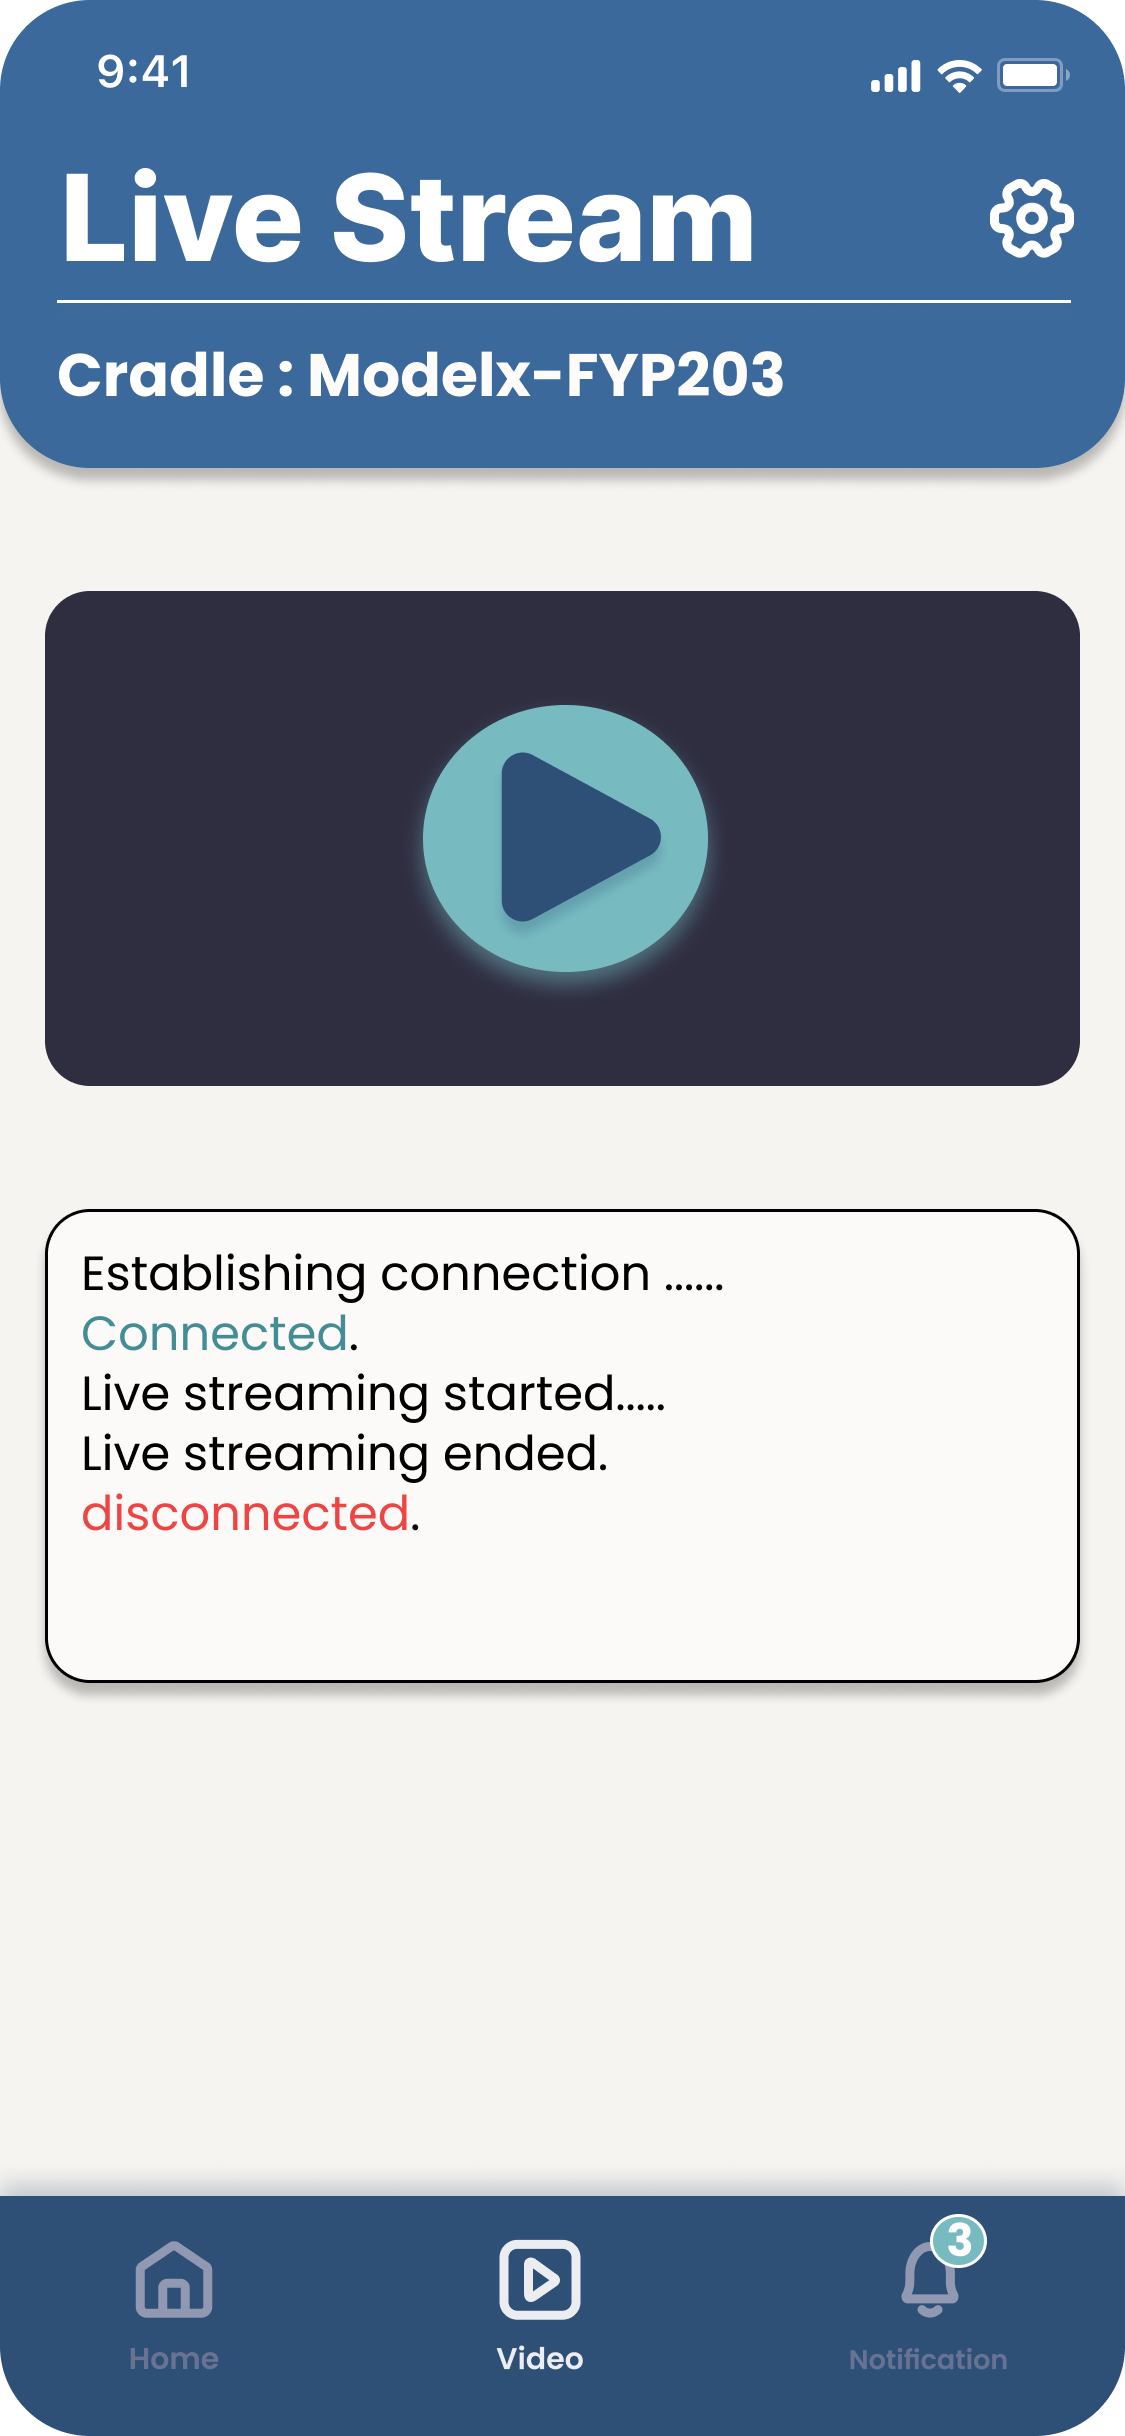 9:41
Live Stream
Cradle : Modelx-FYP203
Establishing connection ......
Connected.
Live streaming started.....
Live streaming ended.
disconnected.
3
Home
Video
Notification